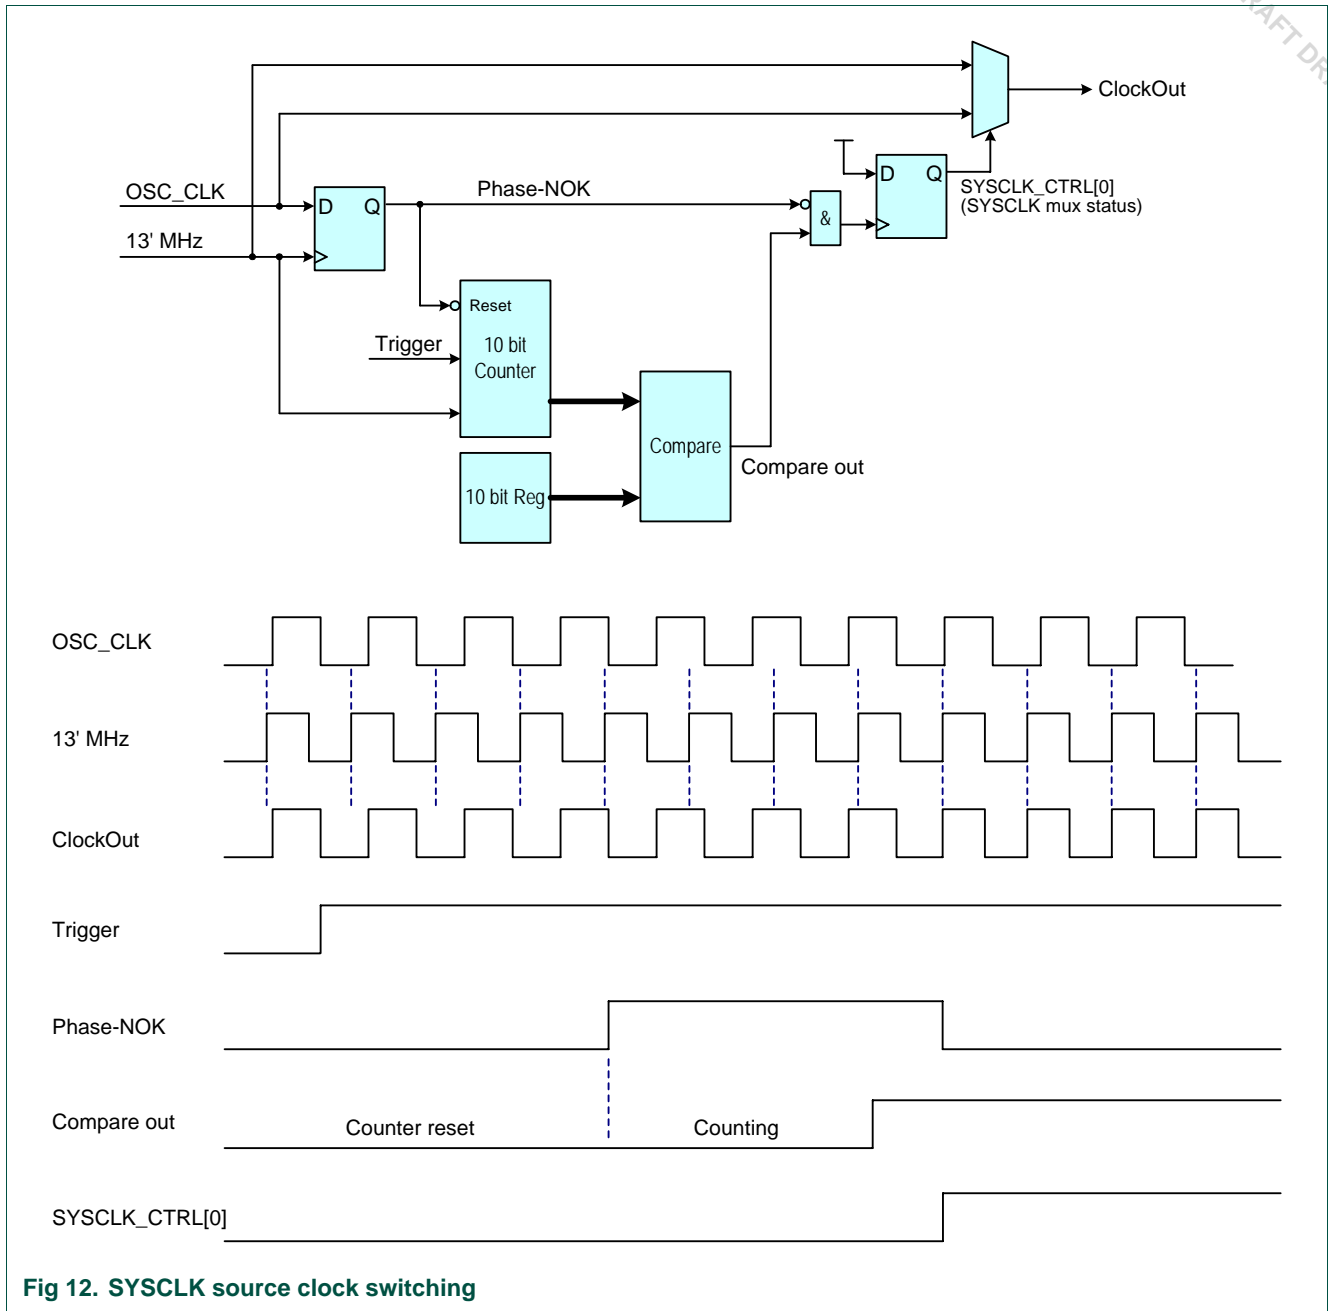 RAFT DR
ClockOut
D Q
SYSCLK_CTRL[0]
(SYSCLK mux status)
OSC_CLK
D Q
Phase-NOK
&
13' MHz
Reset
Trigger
10 bit
Counter
Compare
Compare out
10 bit Reg
OSC_CLK
13' MHz
ClockOut
Trigger
Phase-NOK
Compare out
Counter reset
Counting
SYSCLK_CTRL[0]
Fig 12. SYSCLK source clock switching